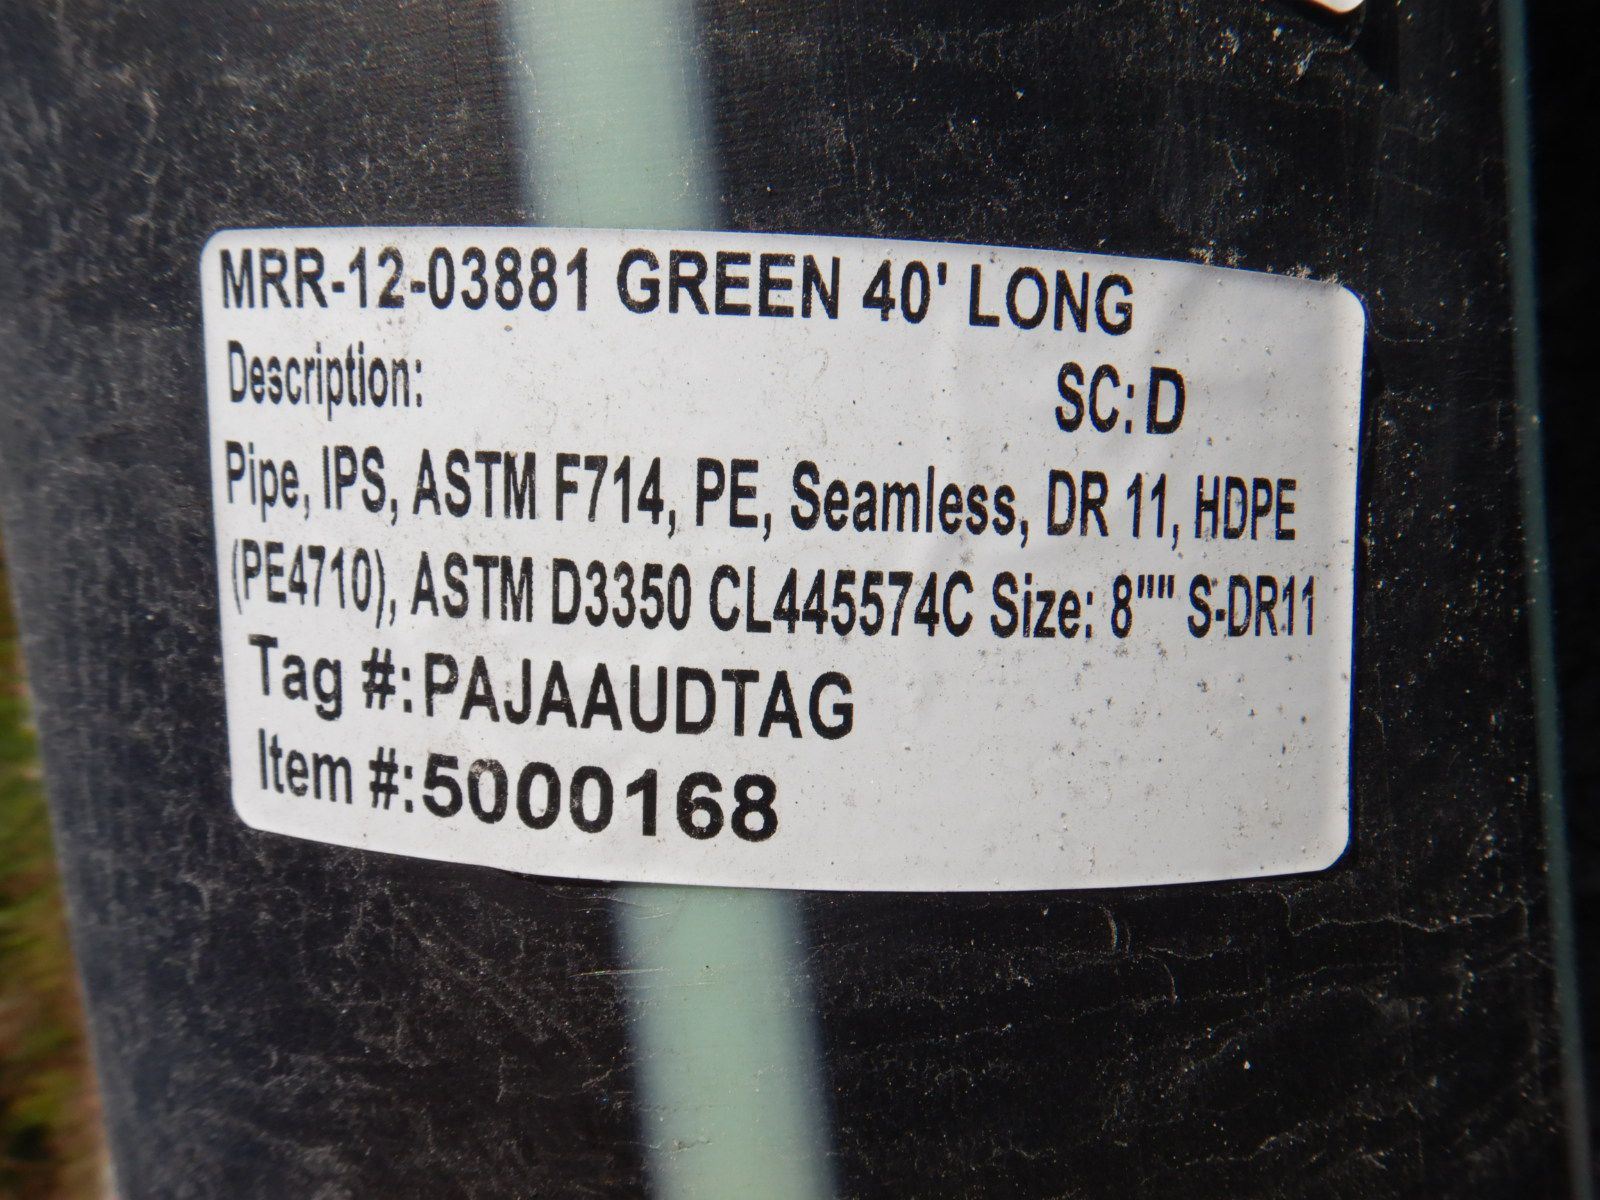 MRR-12-03881 GREEN 40' LONG
Description: SC: D
Pipe, IPS, ASTM F714, PE, Seamless, DR 11, HDPE
(PE4710), ASTM D3350 CL445574C Size: 8"" S-DR11
Tag #:PAJAAUDTAG
Item #:5000168